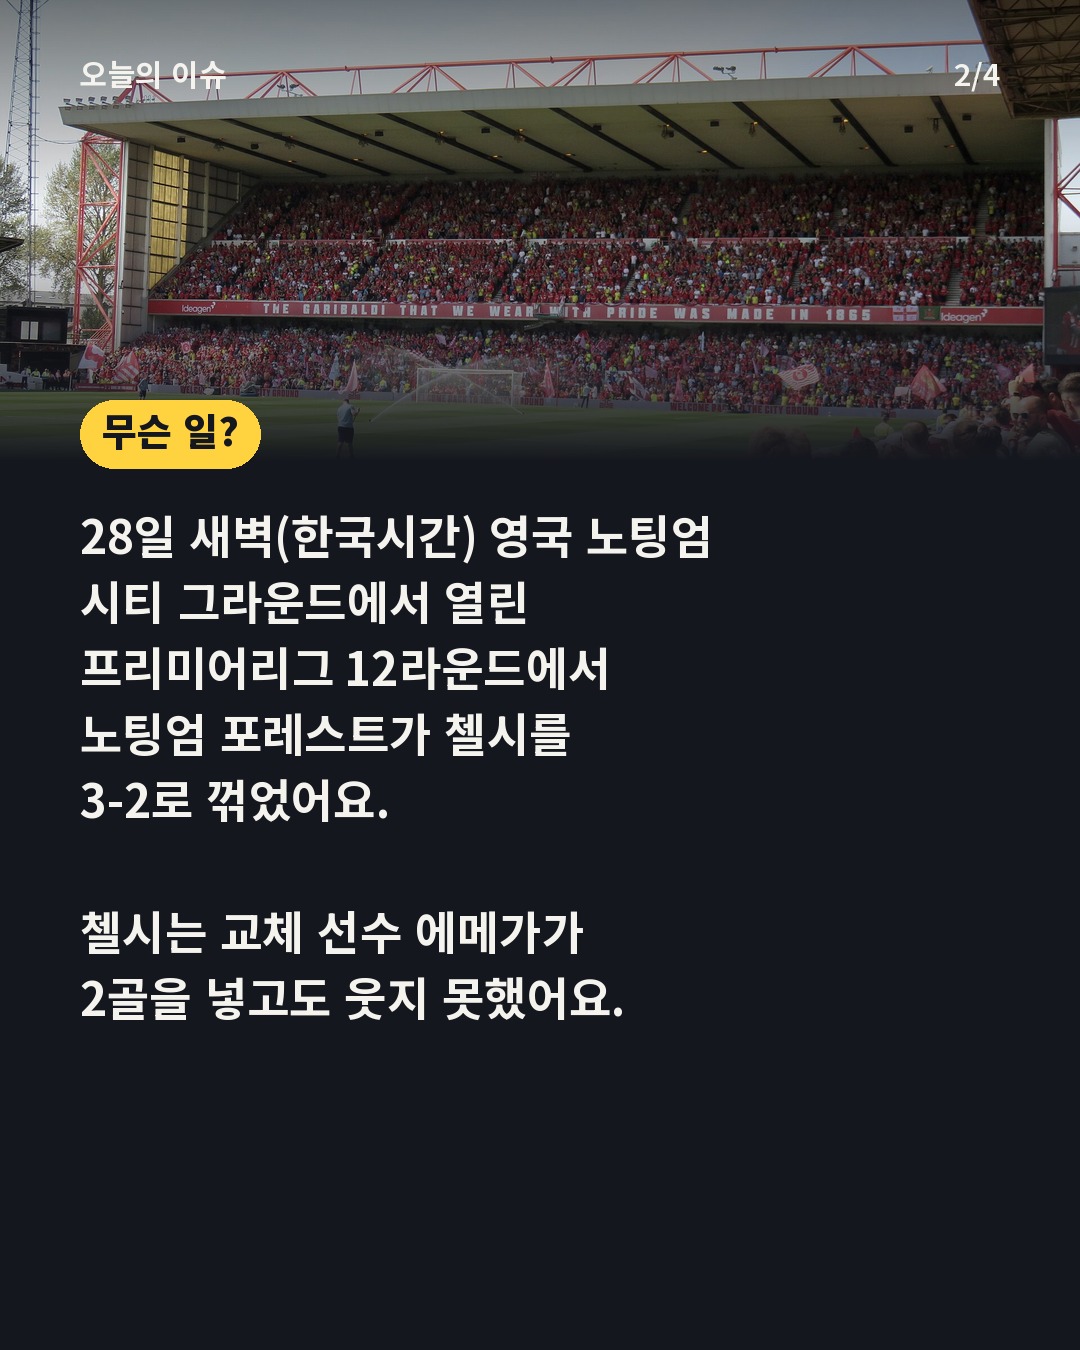 오늘의 이슈
2/4
Ideagen
THE GARIBALDI THAT WE WEAR WITH PRIDE WAS MADE IN 1865
Ideagen
무슨 일?
28일 새벽(한국시간) 영국 노팅엄
시티 그라운드에서 열린
프리미어리그 12라운드에서
노팅엄 포레스트가 첼시를
3-2로 꺾었어요.
첼시는 교체 선수 에메가가
2골을 넣고도 웃지 못했어요.